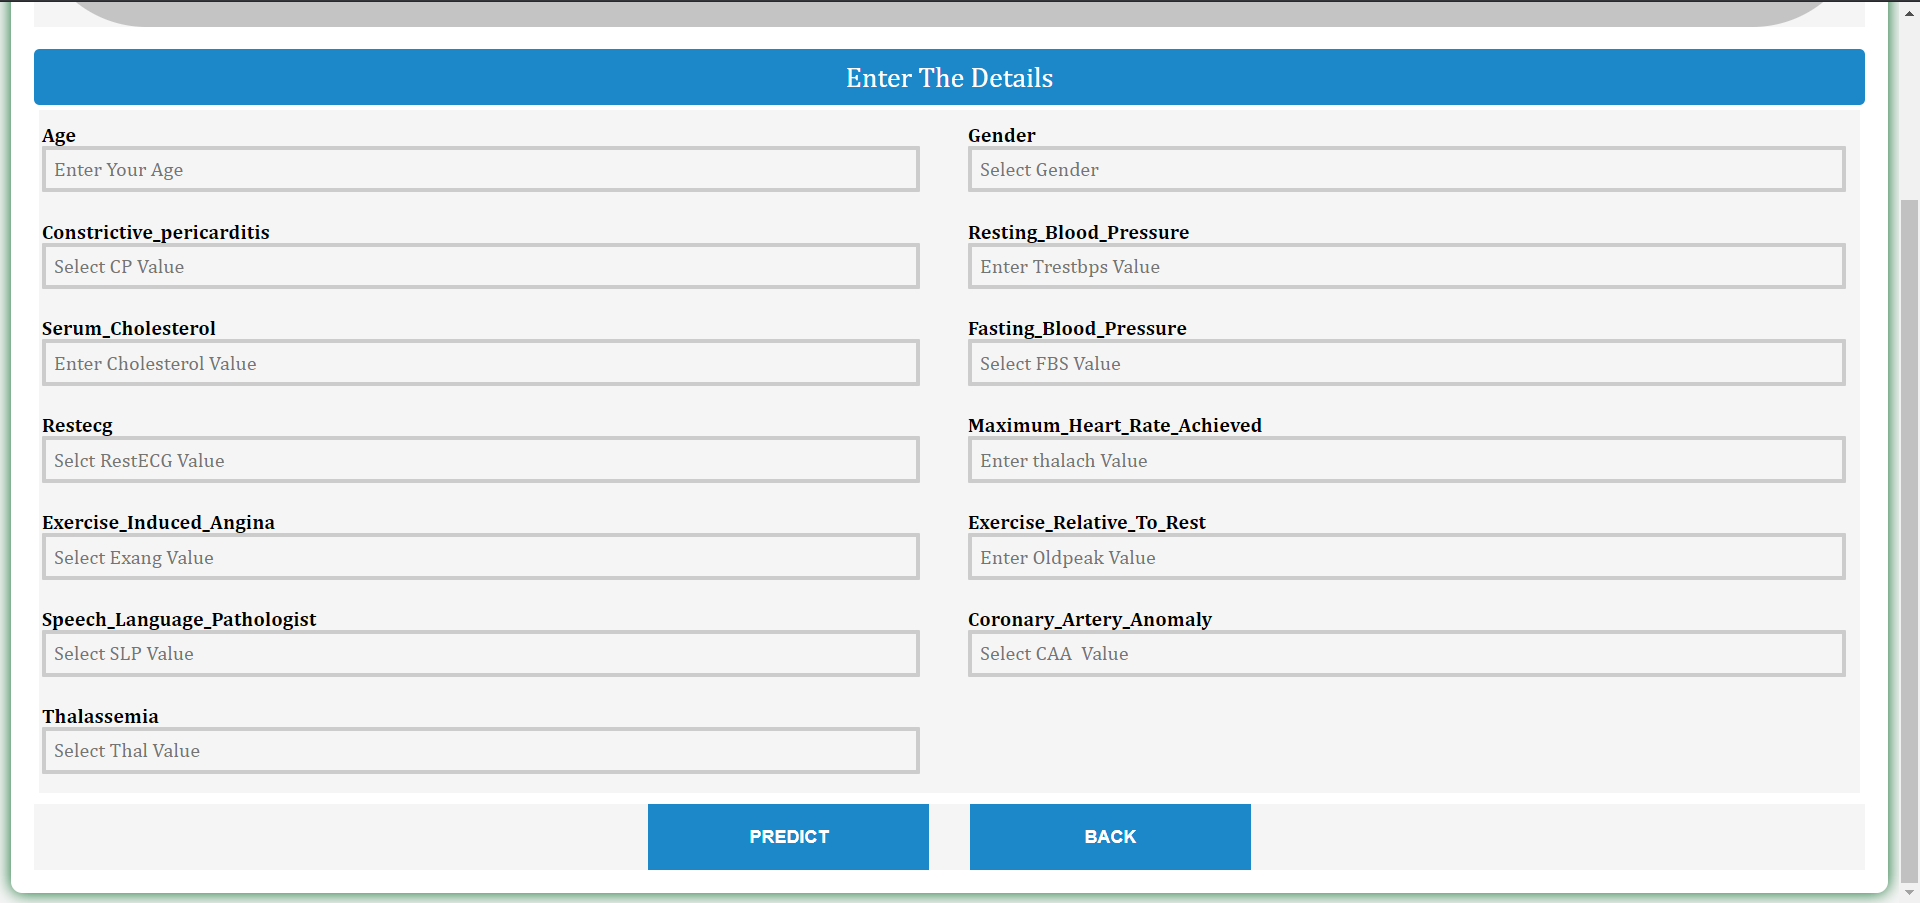 Enter The Details
Age
Enter Your Age
Gender
Select Gender
Constrictive_pericarditis
Select CP Value
Resting_Blood_Pressure
Enter Trestbps Value
Serum_Cholesterol
Enter Cholesterol Value
Fasting_Blood_Pressure
Select FBS Value
Restecg
Selct RestECG Value
Maximum_Heart_Rate_Achieved
Enter thalach Value
Exercise_Induced_Angina
Select Exang Value
Exercise_Relative_To_Rest
Enter Oldpeak Value
Speech_Language_Pathologist
Select SLP Value
Coronary_Artery_Anomaly
Select CAA  Value
Thalassemia
Select Thal Value
PREDICT
BACK